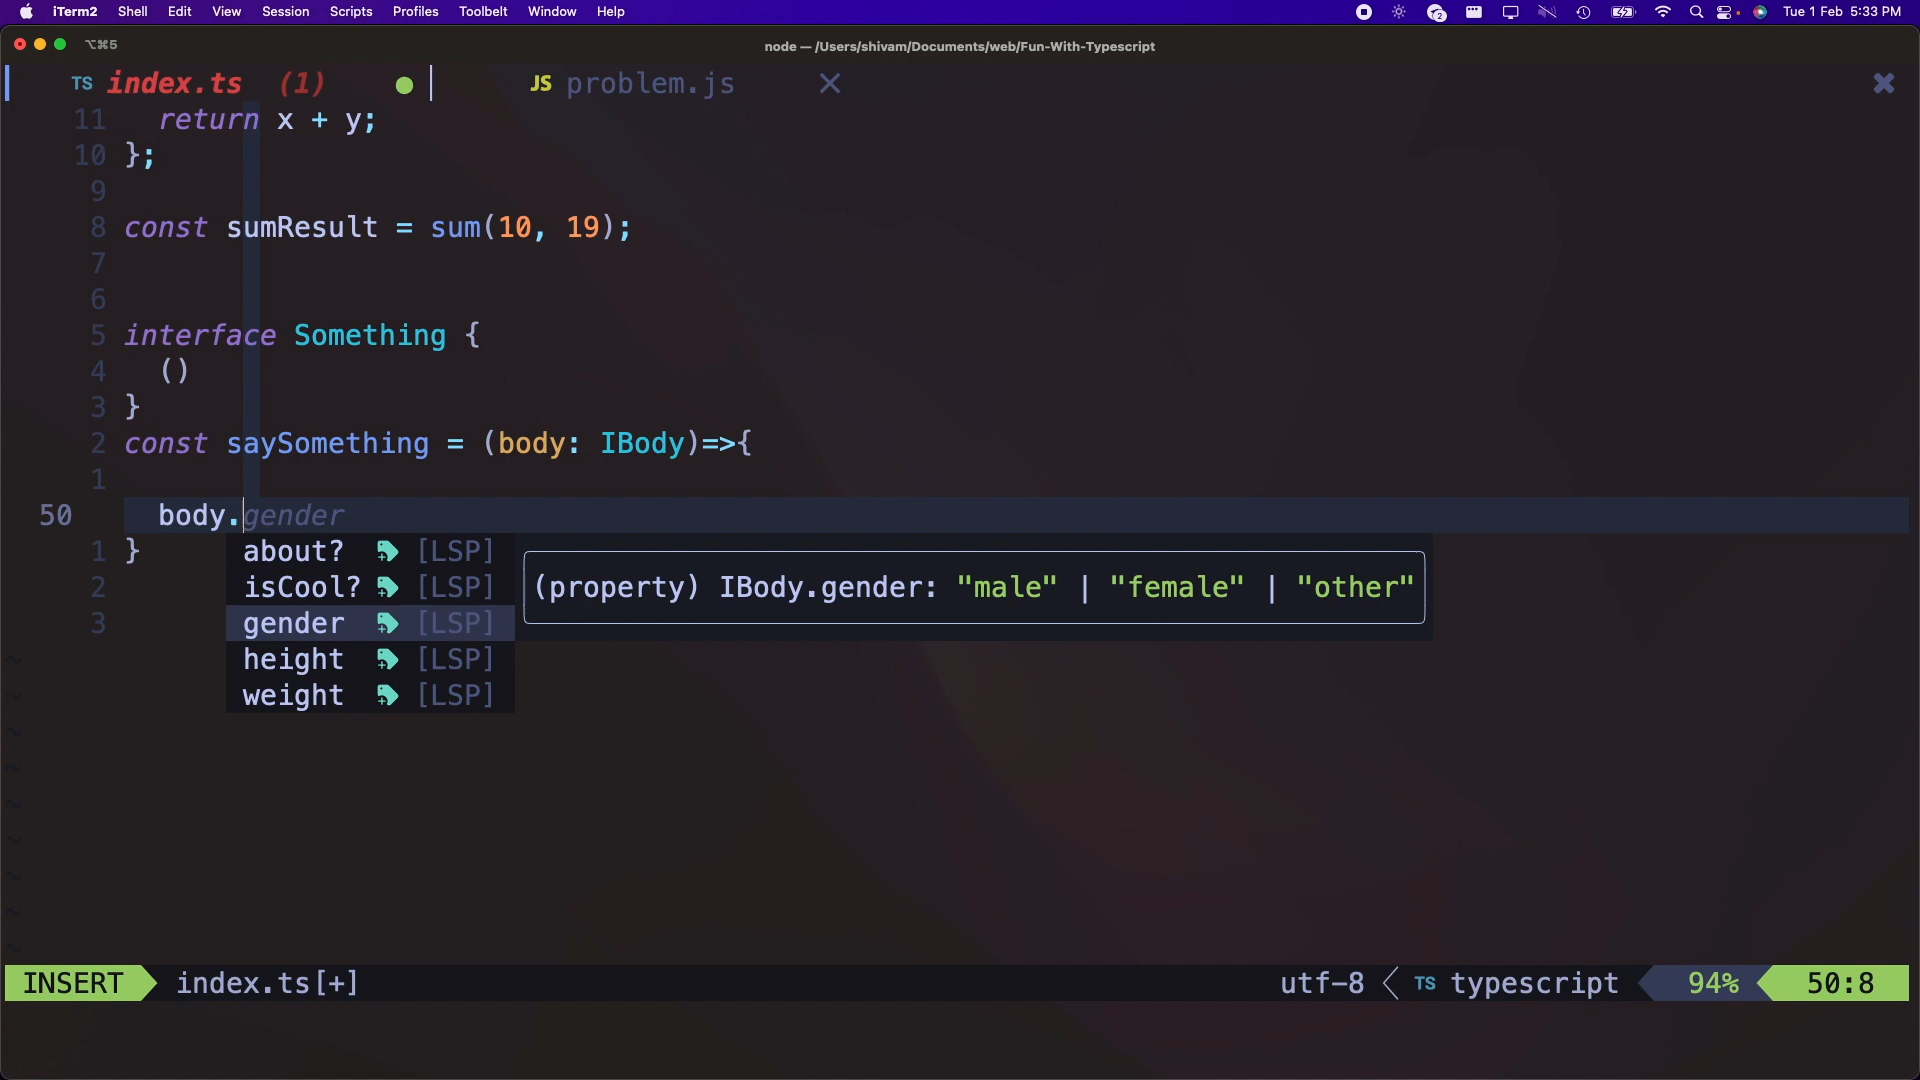 iTerm2 Shell Edit View Session Scripts Profiles Toolbelt Window Help 2 Tue 1 Feb 5:33 PM
⌥⌘5 node — /Users/shivam/Documents/web/Fun-With-Typescript
TS index.ts (1) JS problem.js
11 return x + y;
10 };
9
8 const sumResult = sum(10, 19);
7
6
5 interface Something {
4 ()
3 }
2 const saySomething = (body: IBody)=>{
1
50 body.gender
1 } about? [LSP]
2 isCool? [LSP] (property) IBody.gender: "male" | "female" | "other"
3 gender [LSP]
~ height [LSP]
~ weight [LSP]
~
~
~
~
~
~
~
INSERT index.ts[+] utf-8 TS typescript 94% 50:8